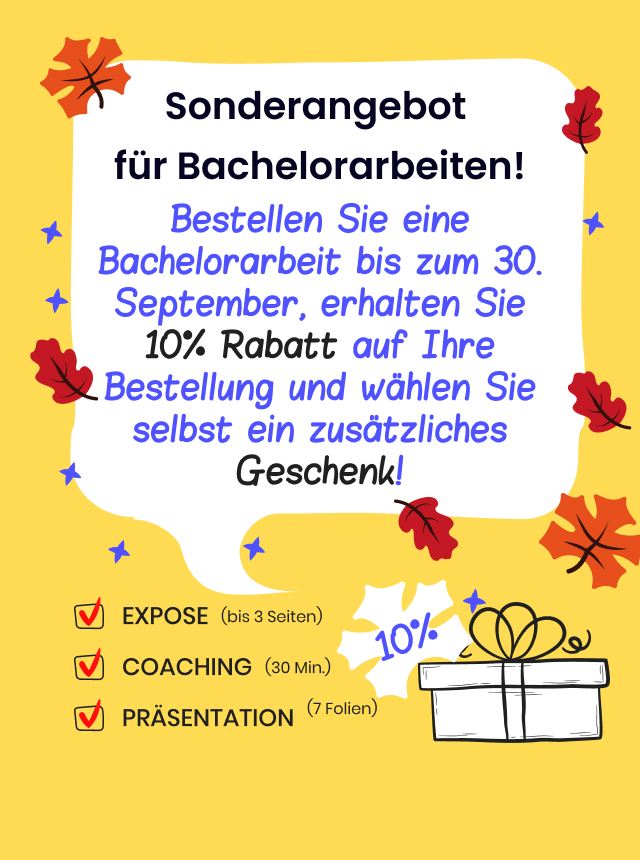 Sonderangebot
für Bachelorarbeiten!
Bestellen Sie eine
Bachelorarbeit bis zum 30.
September, erhalten Sie
10% Rabatt auf Ihre
Bestellung und wählen Sie
selbst ein zusätzliches
Geschenk!
EXPOSE (bis 3 Seiten)
10%
COACHING (30 Min.)
PRÄSENTATION (7 Folien)